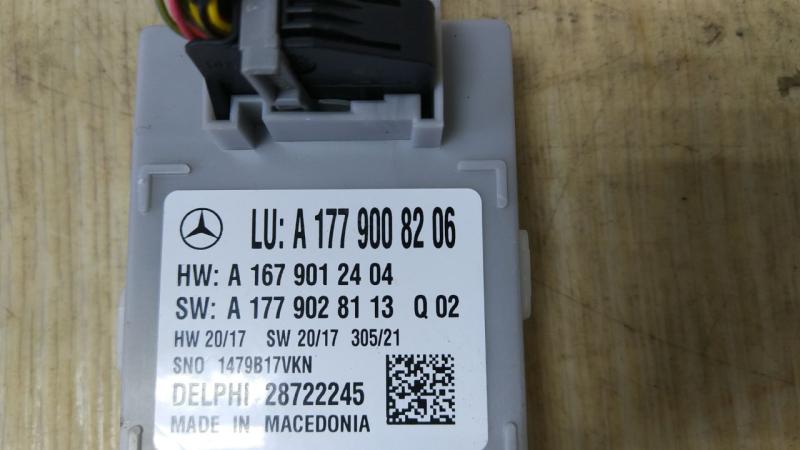 LU: A 177 900 82 06
HW: A 167 901 24 04
SW: A 177 902 81 13 Q 02
HW 20/17 SW 20/17 305/21
SNO 1479B17VKN
DELPHI 28722245
MADE IN MACEDONIA